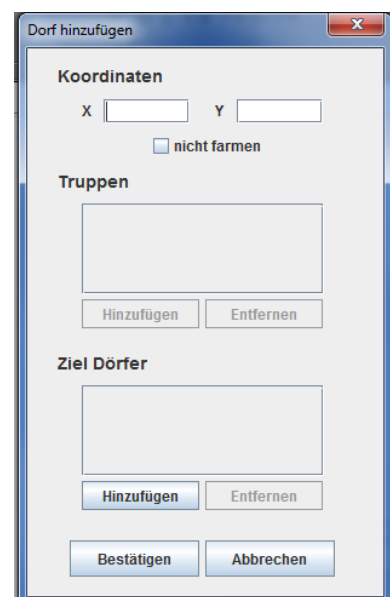 Dorf hinzufügen
Koordinaten
X Y
nicht farmen
Truppen
Hinzufügen Entfernen
Ziel Dörfer
Hinzufügen Entfernen
Bestätigen Abbrechen